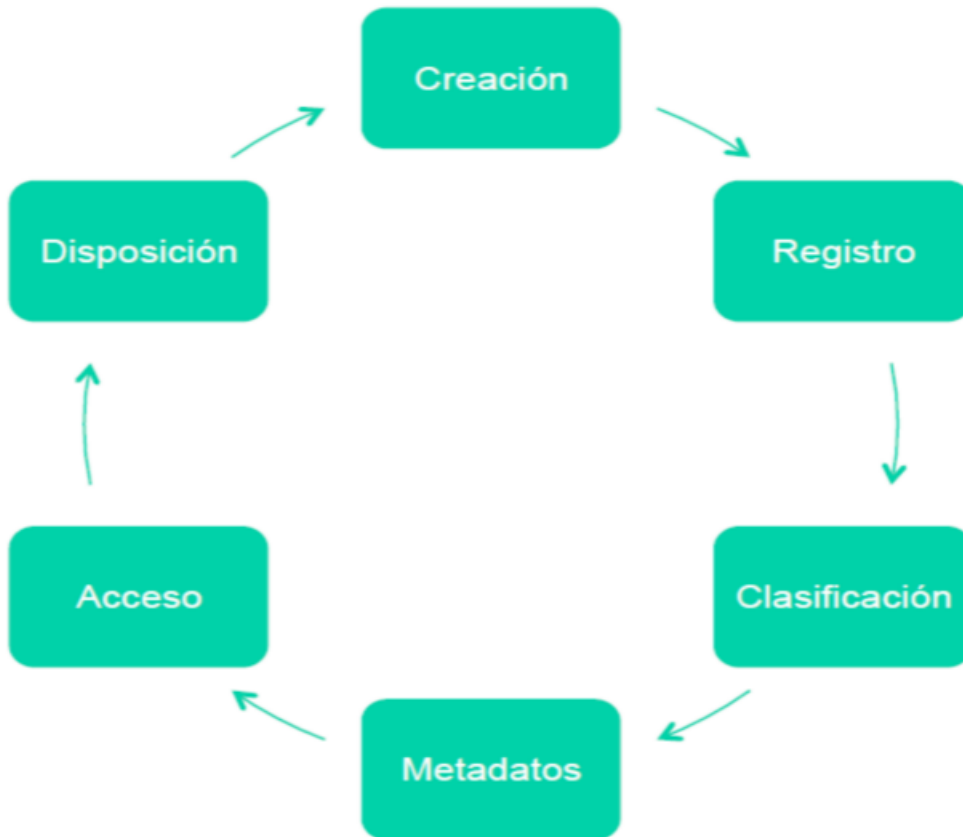 Creación
Registro
Clasificación
Metadatos
Acceso
Disposición